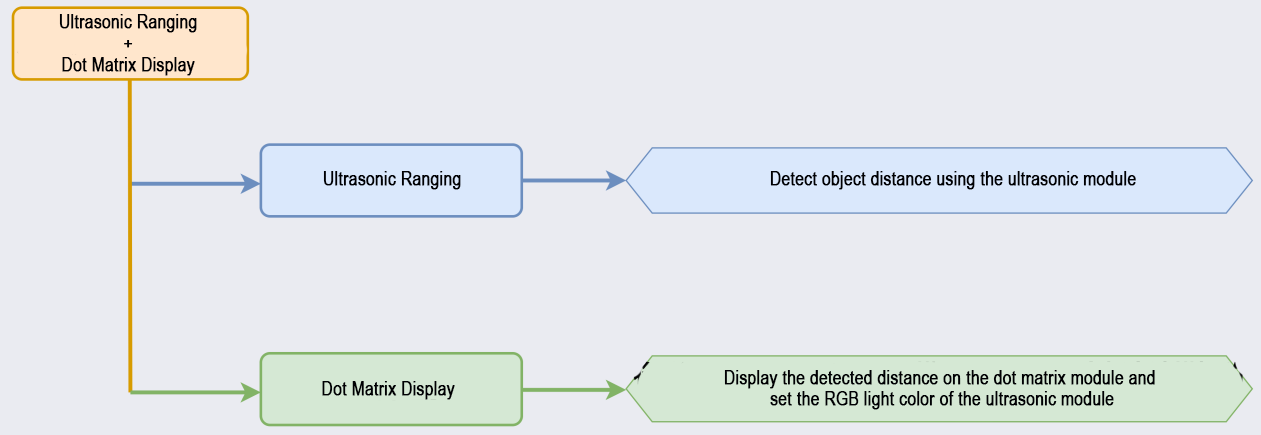 Ultrasonic Ranging
+
Dot Matrix Display
Ultrasonic Ranging
Detect object distance using the ultrasonic module
Dot Matrix Display
Display the detected distance on the dot matrix module and
set the RGB light color of the ultrasonic module